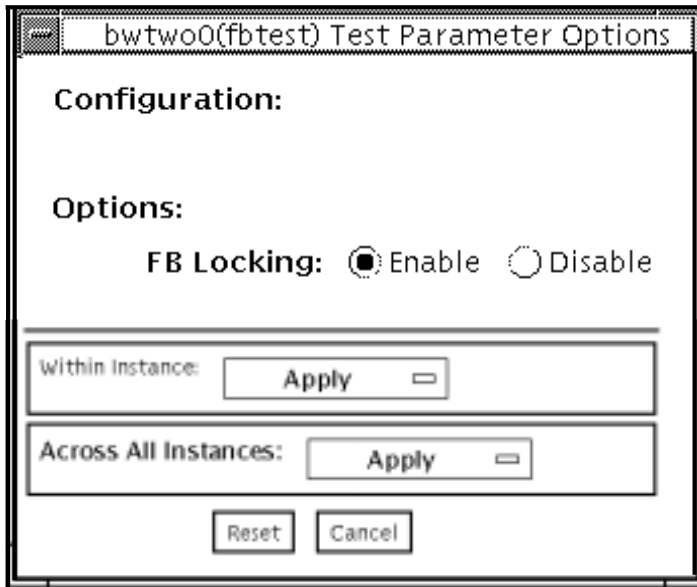 bwtwo0(fbtest) Test Parameter Options
Configuration:
Options:
FB Locking: Enable Disable
Within Instance: Apply
Across All Instances: Apply
Reset Cancel